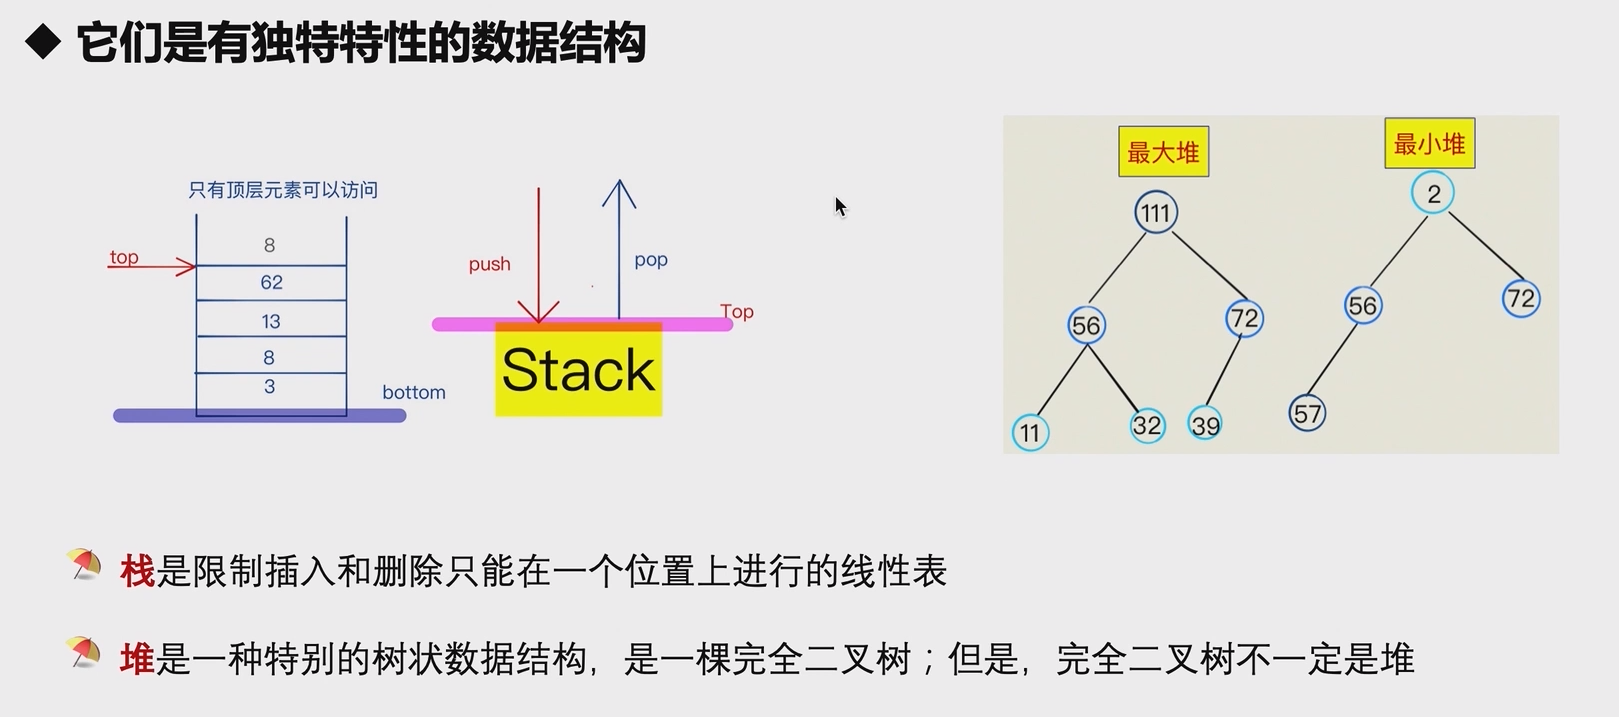 它们是有独特特性的数据结构
只有顶层元素可以访问
top
8
62
13
8
3
bottom
push
pop
Top
Stack
最大堆
111
56
72
11
32
39
最小堆
2
56
72
57
栈是限制插入和删除只能在一个位置上进行的线性表
堆是一种特别的树状数据结构，是一棵完全二叉树；但是，完全二叉树不一定是堆